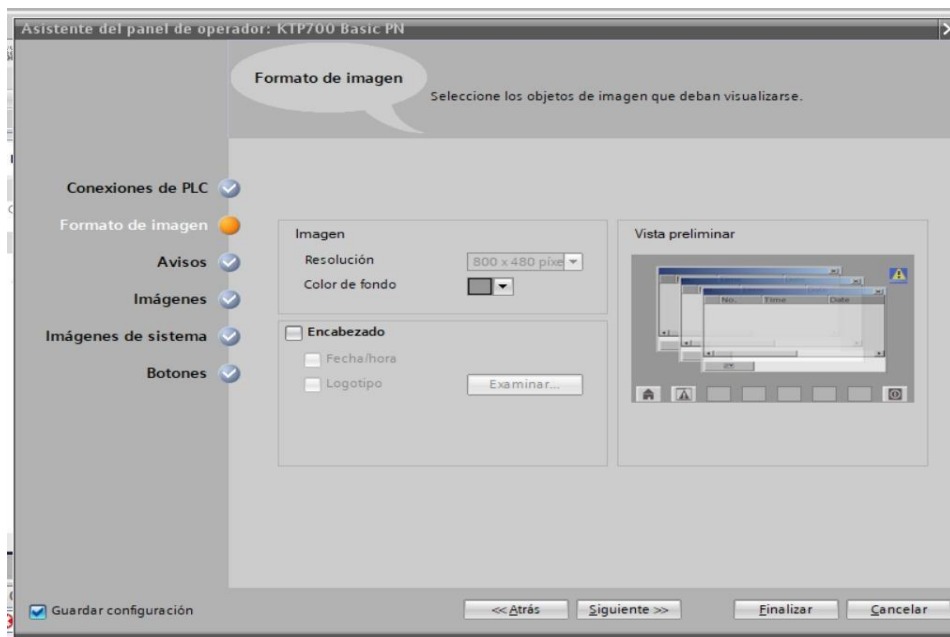 Asistente del panel de operador: KTP700 Basic PN
Formato de imagen
Seleccione los objetos de imagen que deban visualizarse.
Conexiones de PLC
Formato de imagen
Avisos
Imágenes
Imágenes de sistema
Botones
Imagen
Resolución
800 x 480 píxe
Color de fondo
Encabezado
Fecha/hora
Logotipo
Examinar...
Vista preliminar
No. Time Date
Guardar configuración
<< Atrás
Siguiente >>
Finalizar
Cancelar